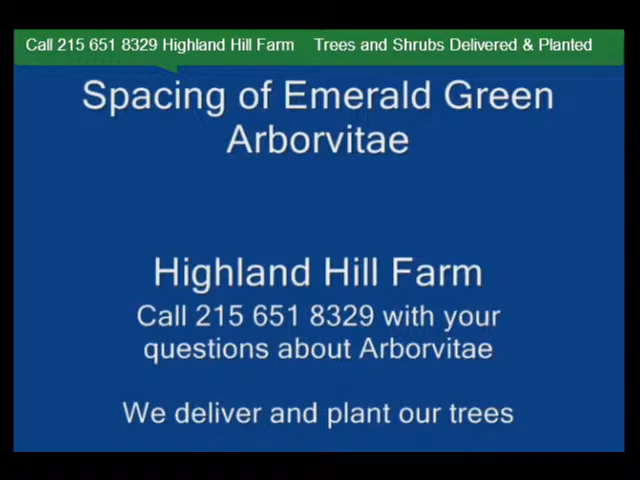 Call 215 651 8329 Highland Hill Farm    Trees and Shrubs Delivered & Planted
Spacing of Emerald Green
Arborvitae
Highland Hill Farm
Call 215 651 8329 with your
questions about Arborvitae
We deliver and plant our trees